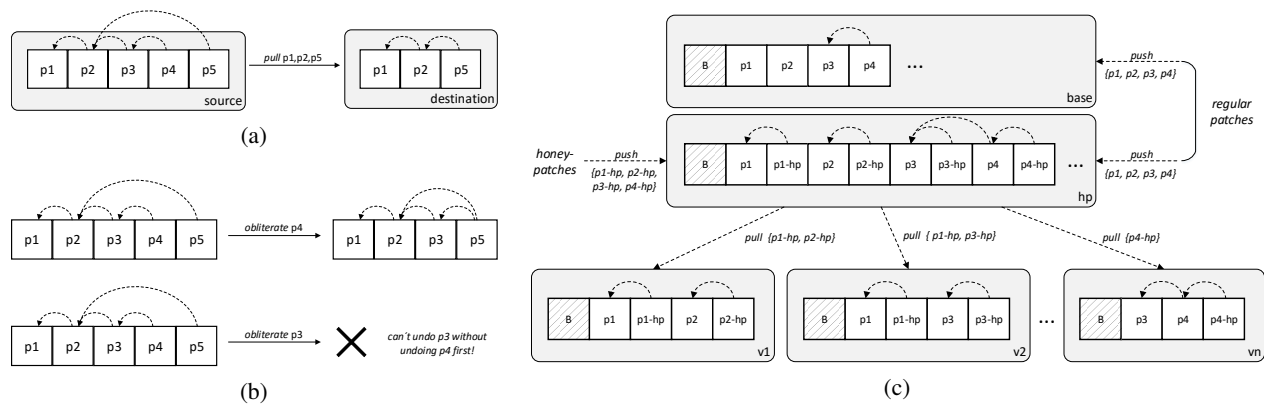 p1 p2 p3 p4 p5
source
pull p1,p2,p5
p1 p2 p5
destination
(a)
p1 p2 p3 p4 p5
obliterate p4
p1 p2 p3 p5
p1 p2 p3 p4 p5
obliterate p3
can´t undo p3 without
undoing p4 first!
(b)
B p1 p2 p3 p4 ...
base
push
{p1, p2, p3, p4}
regular
patches
honey-
patches
push
{p1-hp, p2-hp,
p3-hp, p4-hp}
B p1 p1-hp p2 p2-hp p3 p3-hp p4 p4-hp ...
hp
push
{p1, p2, p3, p4}
pull {p1-hp, p2-hp}
pull { p1-hp, p3-hp}
pull {p4-hp}
B p1 p1-hp p2 p2-hp
v1
B p1 p1-hp p3 p3-hp
v2
...
B p3 p4 p4-hp
vn
(c)